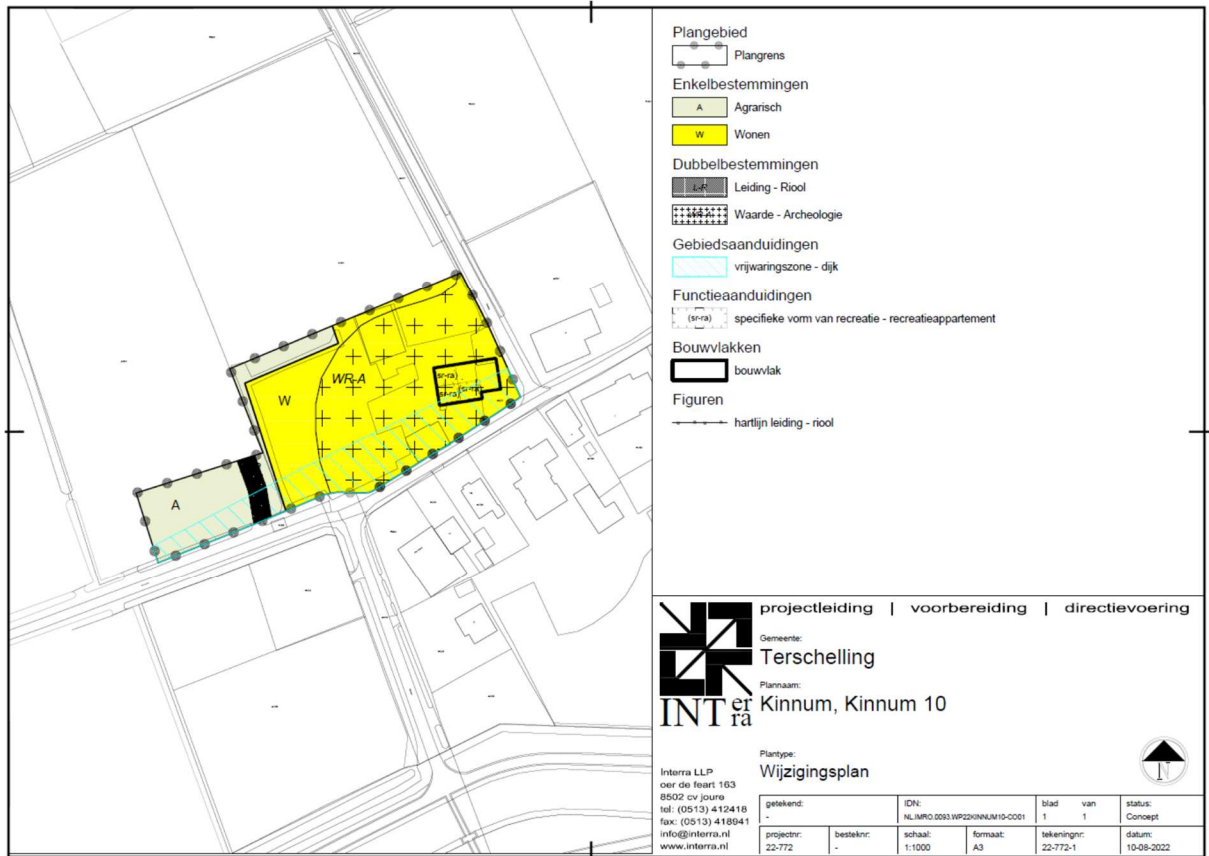 Plangebied
Plangrens
Enkelbestemmingen
A Agrarisch
W Wonen
Dubbelbestemmingen
L-R Leiding - Riool
WR-A Waarde - Archeologie
Gebiedsaanduidingen
vrijwaringszone - dijk
Functieaanduidingen
(sr-ra) specifieke vorm van recreatie - recreatieappartement
Bouwvlakken
bouwvlak
Figuren
hartlijn leiding - riool
WR-A
W
A
sr-ra)
(sr-ra)
sr-ra)
projectleiding | voorbereiding | directievoering
Gemeente:
Terschelling
Plannaam:
Kinnum, Kinnum 10
INTerra
Plantype:
Wijzigingsplan
N
Interra LLP
oer de feart 163
8502 cv joure
tel: (0513) 412418
fax: (0513) 418941
info@interra.nl
www.interra.nl
getekend: IDN: blad van status:
- NL.IMRO.0093.WP22KINNUM10-CO01 1 1 Concept
projectnr: besteknr: schaal: formaat: tekeningnr: datum:
22-772 - 1:1000 A3 22-772-1 10-08-2022